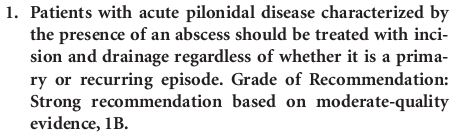 1. Patients with acute pilonidal disease characterized by
the presence of an abscess should be treated with inci-
sion and drainage regardless of whether it is a prima-
ry or recurring episode. Grade of Recommendation:
Strong recommendation based on moderate-quality
evidence, 1B.